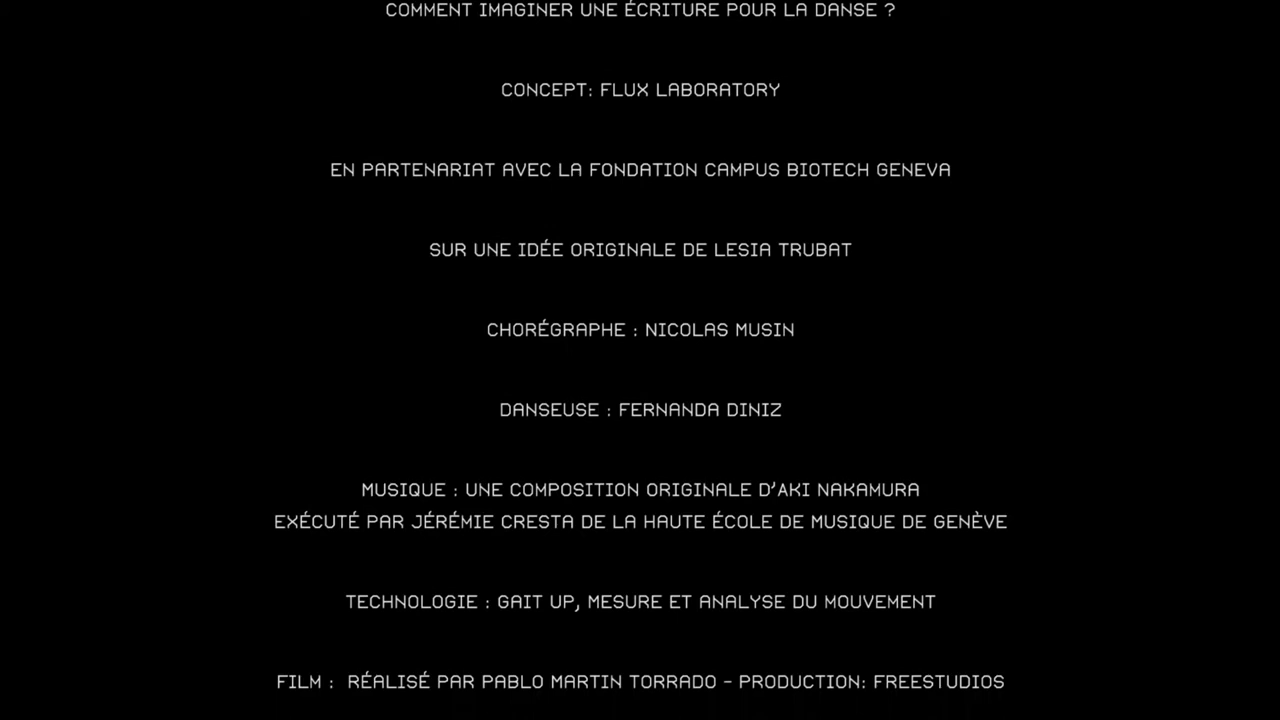 COMMENT IMAGINER UNE ÉCRITURE POUR LA DANSE ?
CONCEPT: FLUX LABORATORY
EN PARTENARIAT AVEC LA FONDATION CAMPUS BIOTECH GENEVA
SUR UNE IDÉE ORIGINALE DE LESIA TRUBAT
CHORÉGRAPHE : NICOLAS MUSIN
DANSEUSE : FERNANDA DINIZ
MUSIQUE : UNE COMPOSITION ORIGINALE D'AKI NAKAMURA
EXÉCUTÉ PAR JÉRÉMIE CRESTA DE LA HAUTE ÉCOLE DE MUSIQUE DE GENÈVE
TECHNOLOGIE : GAIT UP, MESURE ET ANALYSE DU MOUVEMENT
FILM :  RÉALISÉ PAR PABLO MARTIN TORRADO - PRODUCTION: FREESTUDIOS